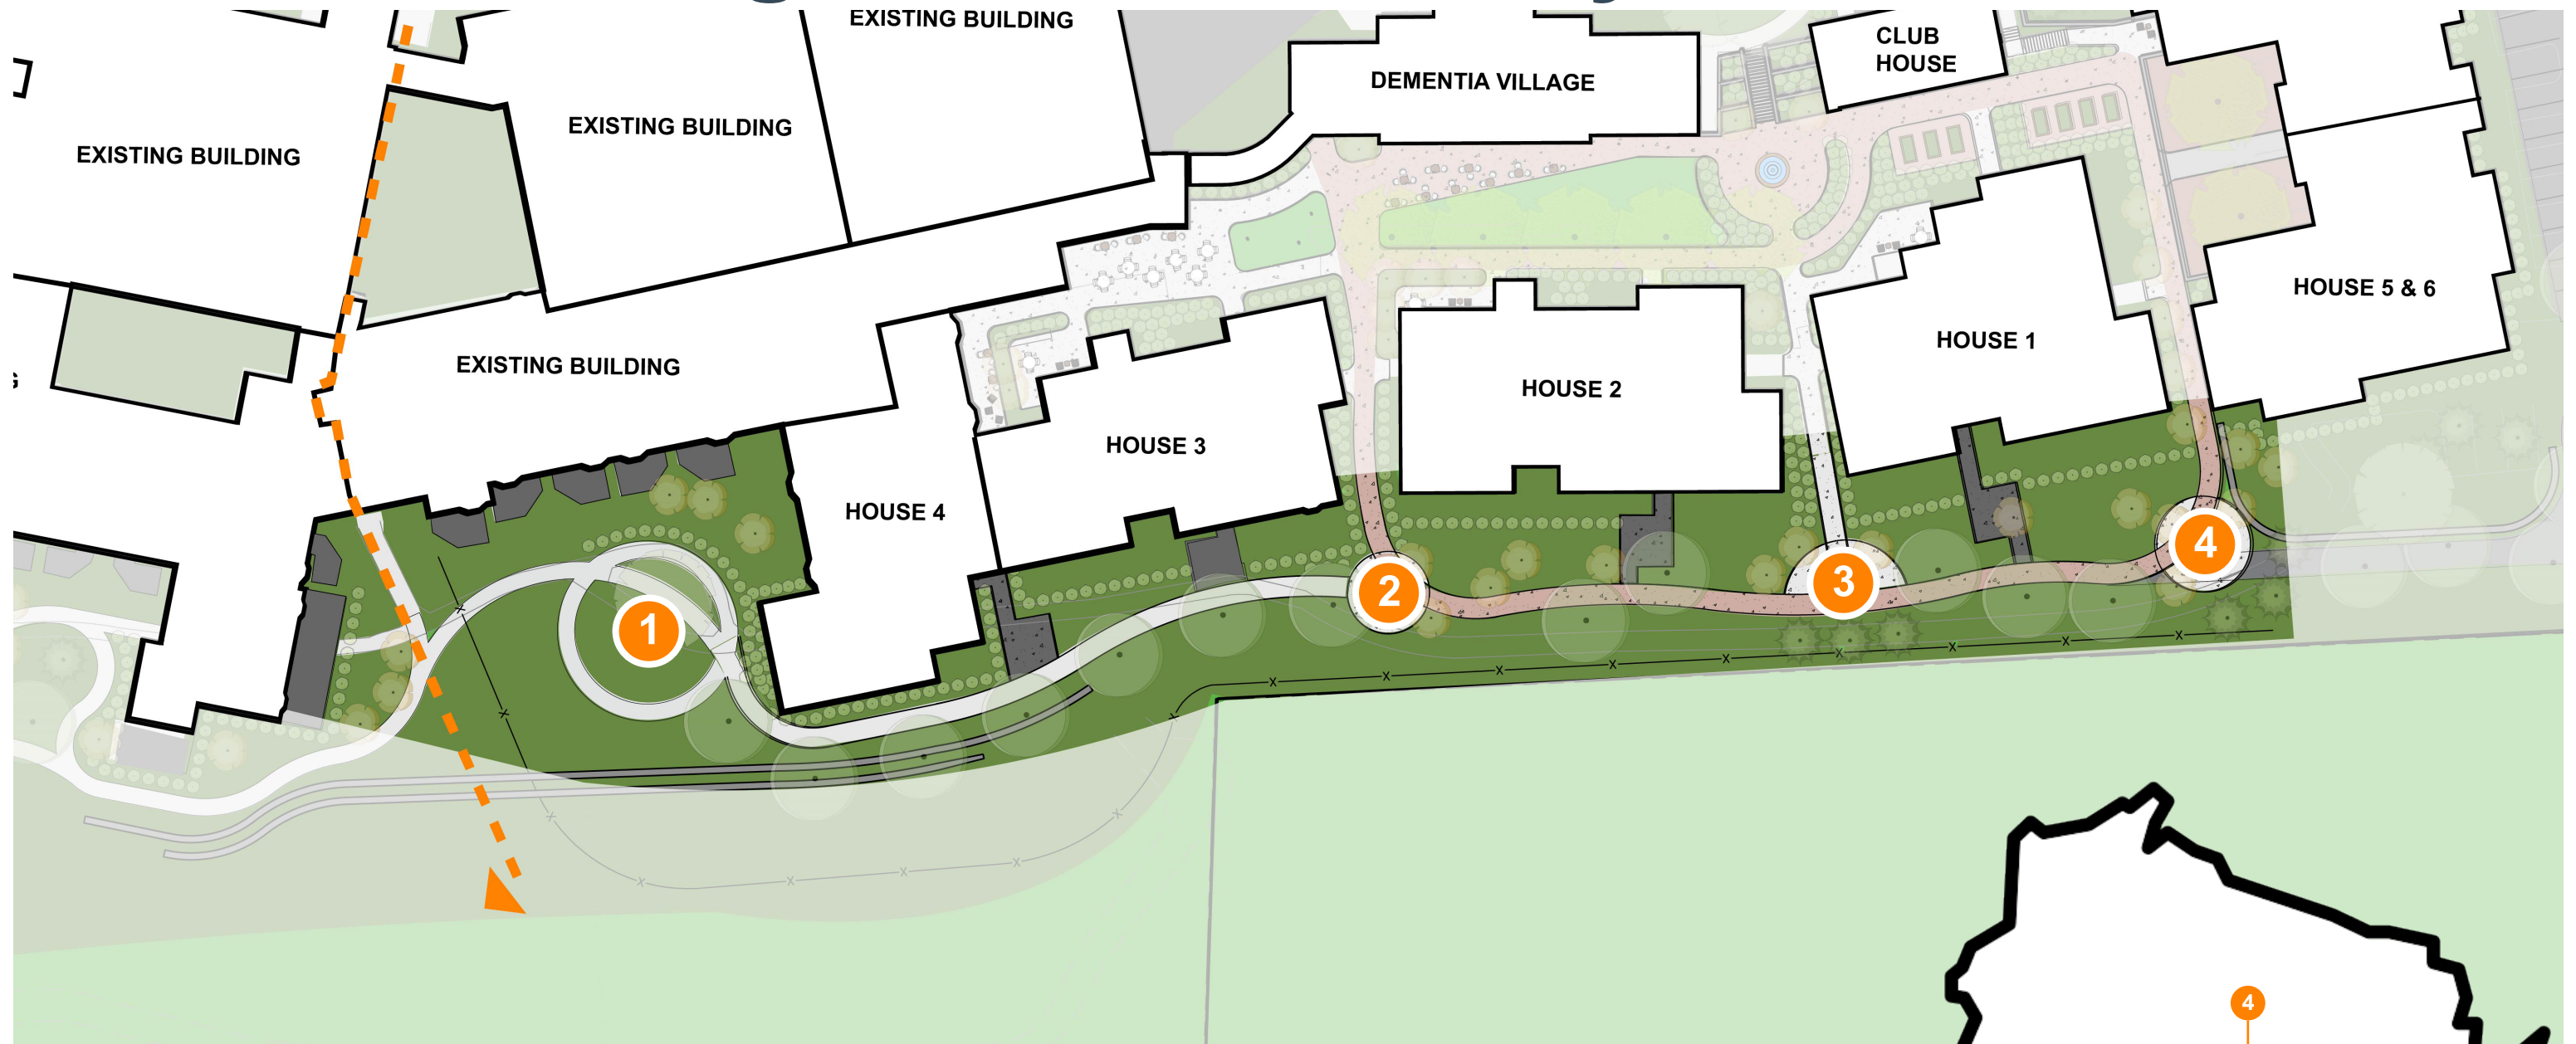 EXISTING BUILDING
CLUB
HOUSE
DEMENTIA VILLAGE
EXISTING BUILDING
EXISTING BUILDING
HOUSE 5 & 6
HOUSE 1
EXISTING BUILDING
HOUSE 2
HOUSE 3
HOUSE 4
4
3
2
1
4